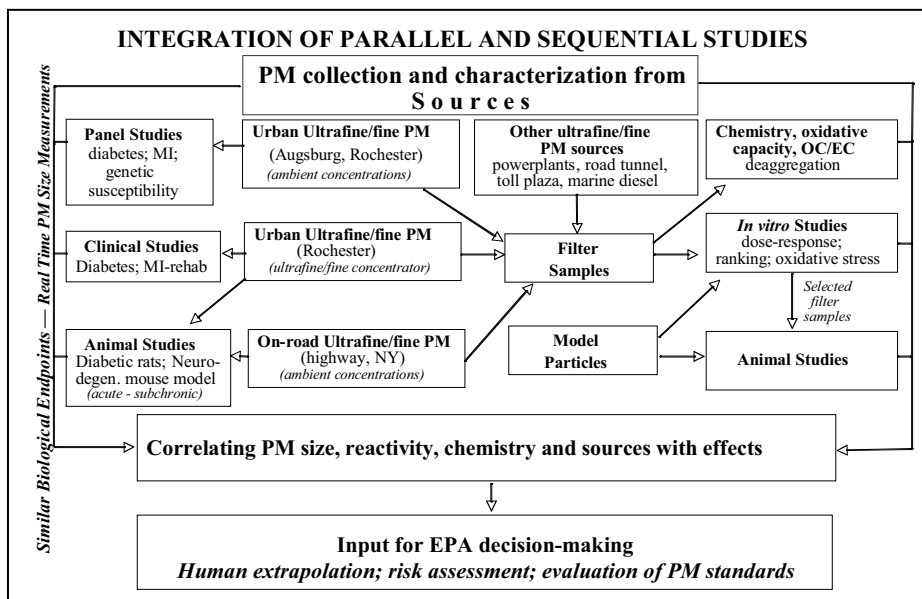 INTEGRATION OF PARALLEL AND SEQUENTIAL STUDIES
PM collection and characterization from
Sources
Similar Biological Endpoints — Real Time PM Size Measurements
Panel Studies
diabetes; MI;
genetic
susceptibility
Urban Ultrafine/fine PM
(Augsburg, Rochester)
(ambient concentrations)
Other ultrafine/fine
PM sources
powerplants, road tunnel,
toll plaza, marine diesel
Chemistry, oxidative
capacity, OC/EC
deaggregation
Clinical Studies
Diabetes; MI-rehab
Urban Ultrafine/fine PM
(Rochester)
(ultrafine/fine concentrator)
Filter
Samples
In vitro Studies
dose-response;
ranking; oxidative stress
Selected
filter
samples
Animal Studies
Diabetic rats; Neuro-
degen. mouse model
(acute - subchronic)
On-road Ultrafine/fine PM
(highway, NY)
(ambient concentrations)
Model
Particles
Animal Studies
Correlating PM size, reactivity, chemistry and sources with effects
Input for EPA decision-making
Human extrapolation; risk assessment; evaluation of PM standards